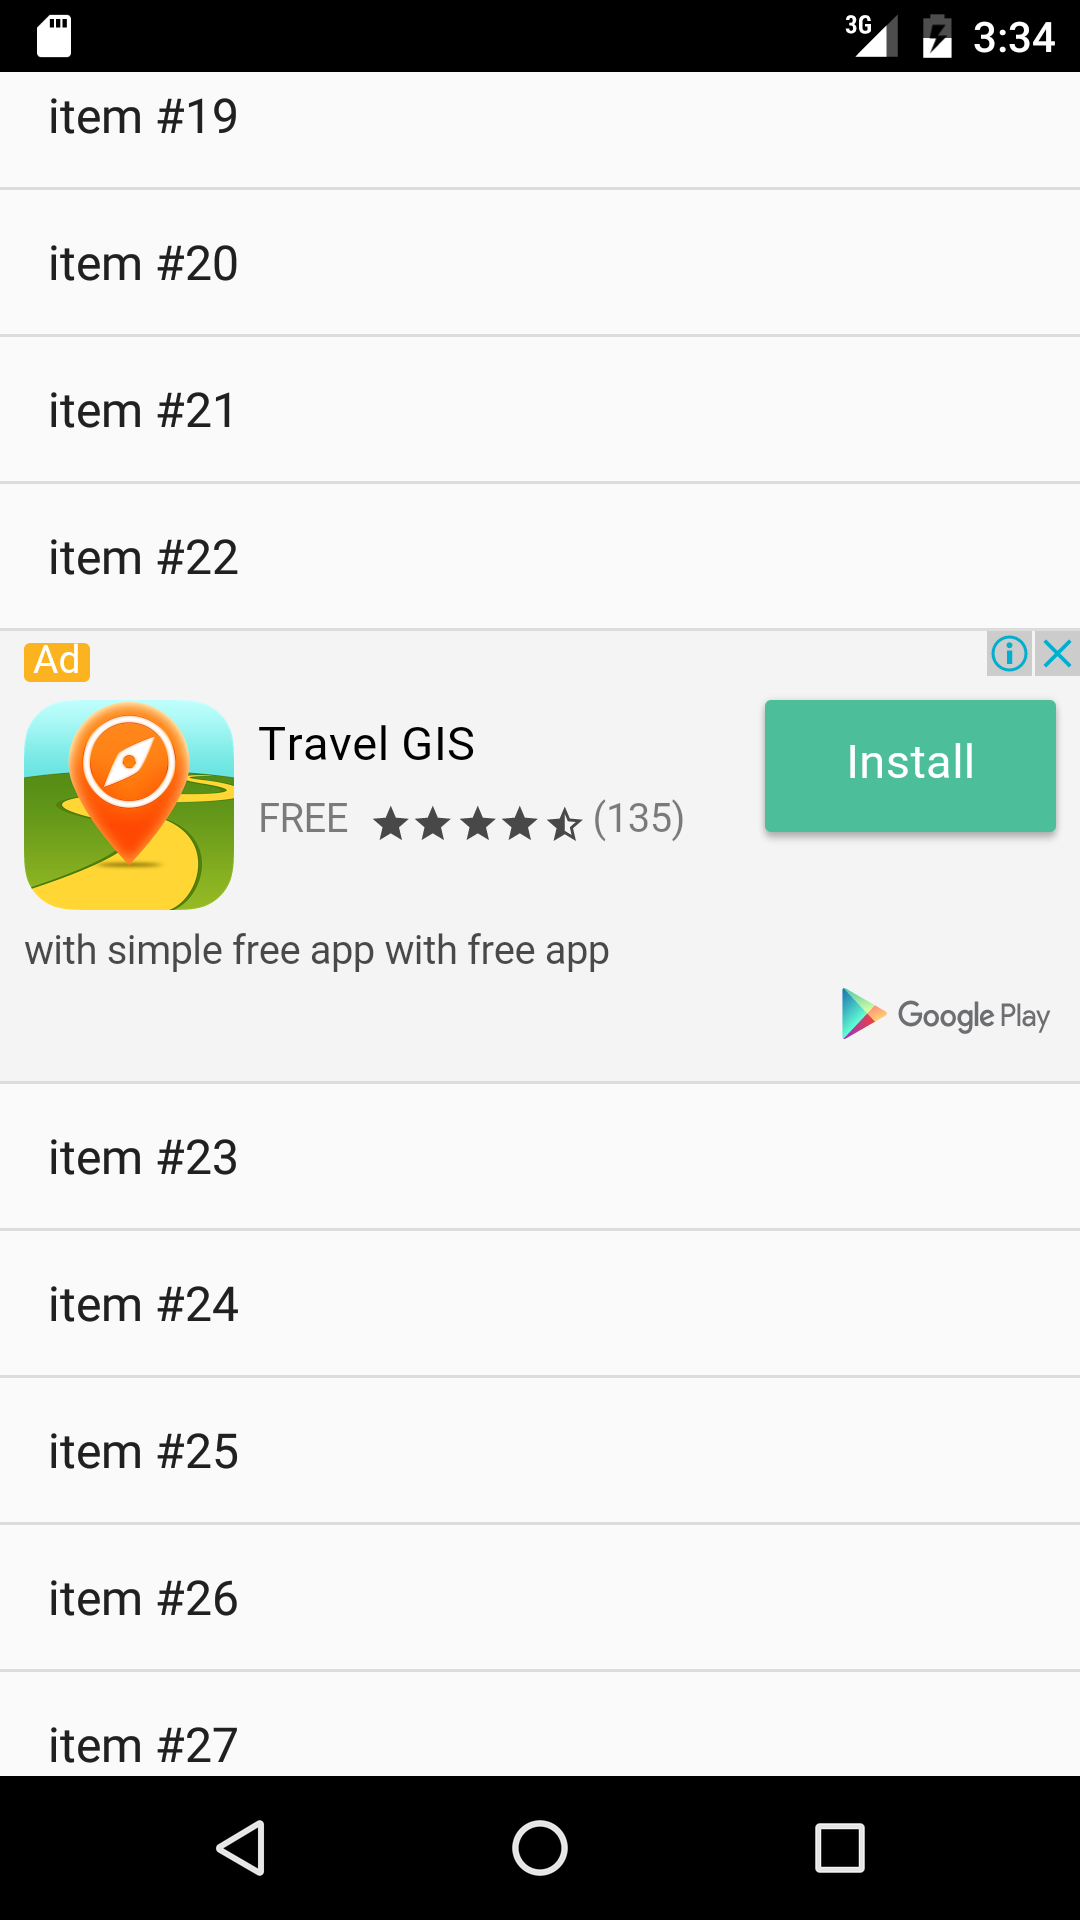 3G 3:34
item #19
item #20
item #21
item #22
Ad
Travel GIS
Install
FREE (135)
with simple free app with free app
Google Play
item #23
item #24
item #25
item #26
item #27